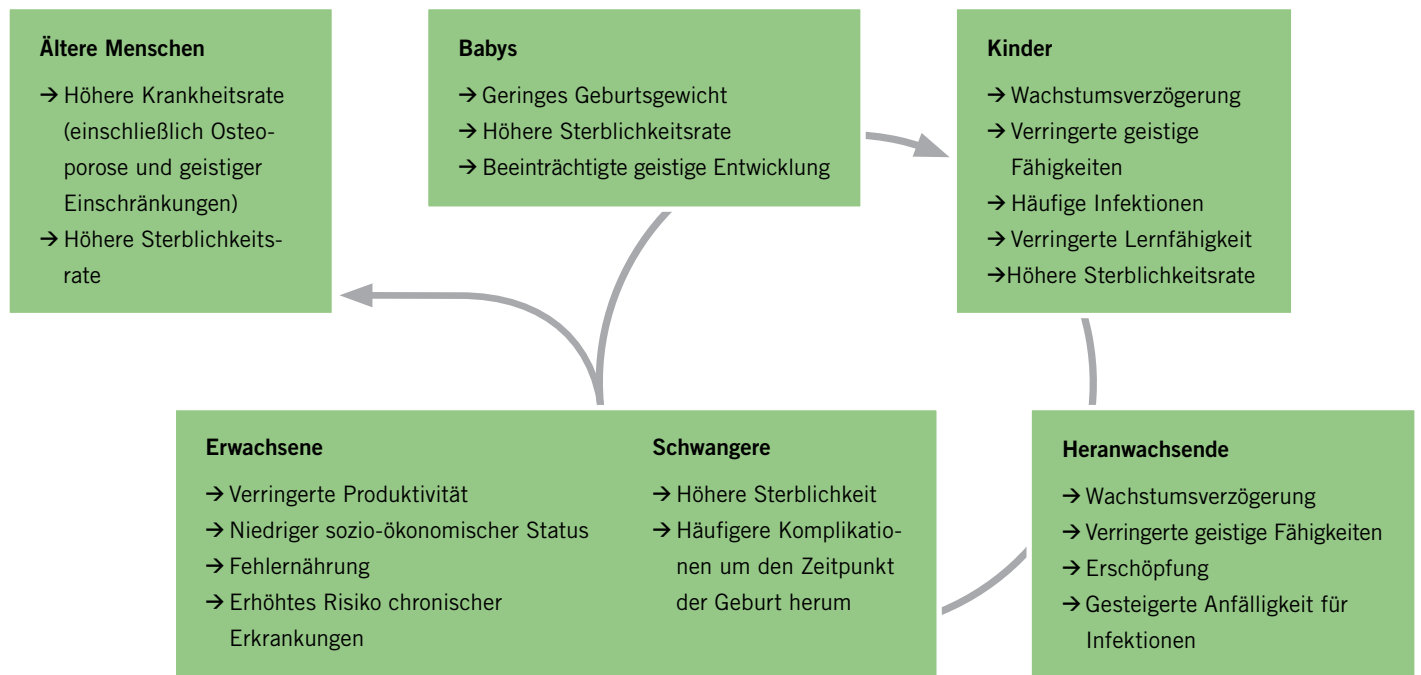 Ältere Menschen
→ Höhere Krankheitsrate
(einschließlich Osteo-
porose und geistiger
Einschränkungen)
→ Höhere Sterblichkeits-
rate
Babys
→ Geringes Geburtsgewicht
→ Höhere Sterblichkeitsrate
→ Beeinträchtigte geistige Entwicklung
Kinder
→ Wachstumsverzögerung
→ Verringerte geistige
Fähigkeiten
→ Häufige Infektionen
→ Verringerte Lernfähigkeit
→Höhere Sterblichkeitsrate
Erwachsene
→ Verringerte Produktivität
→ Niedriger sozio-ökonomischer Status
→ Fehlernährung
→ Erhöhtes Risiko chronischer
Erkrankungen
Schwangere
→ Höhere Sterblichkeit
→ Häufigere Komplikatio-
nen um den Zeitpunkt
der Geburt herum
Heranwachsende
→ Wachstumsverzögerung
→ Verringerte geistige Fähigkeiten
→ Erschöpfung
→ Gesteigerte Anfälligkeit für
Infektionen